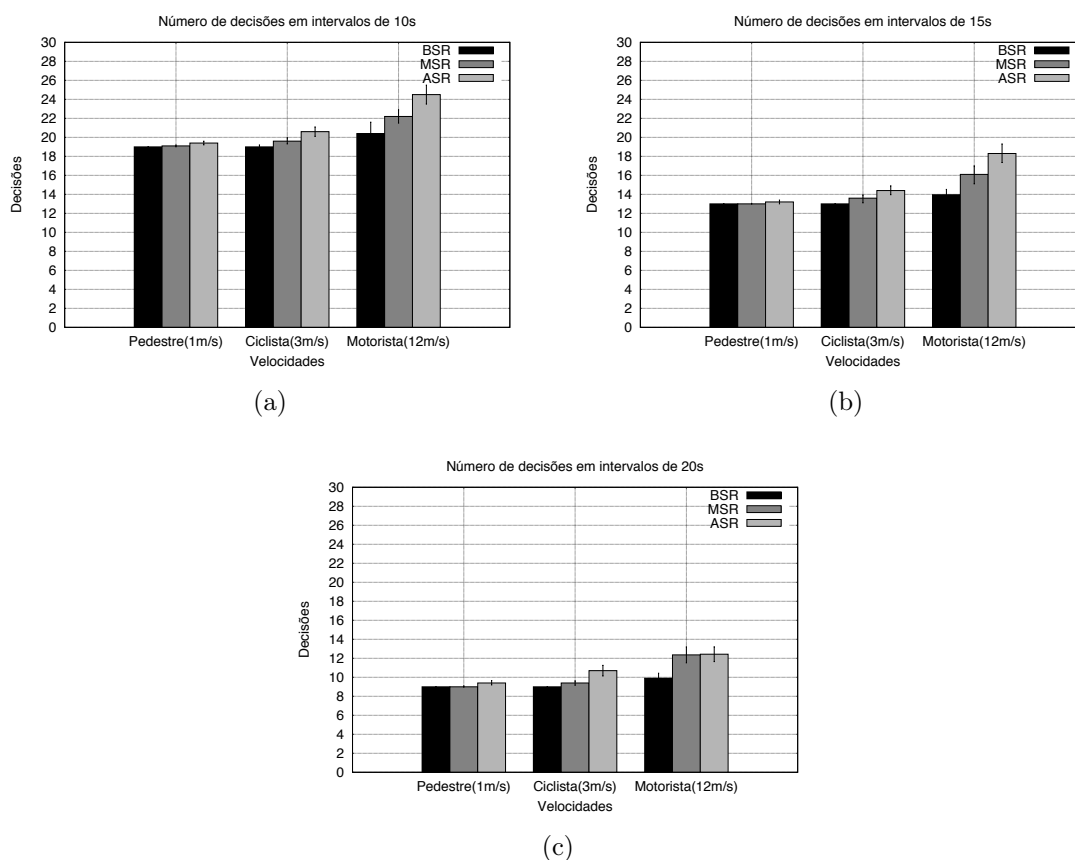 Número de decisões em intervalos de 10s
30
28
26
24
22
20
18
16
14
12
10
8
6
4
2
0
Decisões
BSR
MSR
ASR
Pedestre(1m/s) Ciclista(3m/s) Motorista(12m/s)
Velocidades
(a)
Número de decisões em intervalos de 15s
30
28
26
24
22
20
18
16
14
12
10
8
6
4
2
0
Decisões
BSR
MSR
ASR
Pedestre(1m/s) Ciclista(3m/s) Motorista(12m/s)
Velocidades
(b)
Número de decisões em intervalos de 20s
30
28
26
24
22
20
18
16
14
12
10
8
6
4
2
0
Decisões
BSR
MSR
ASR
Pedestre(1m/s) Ciclista(3m/s) Motorista(12m/s)
Velocidades
(c)